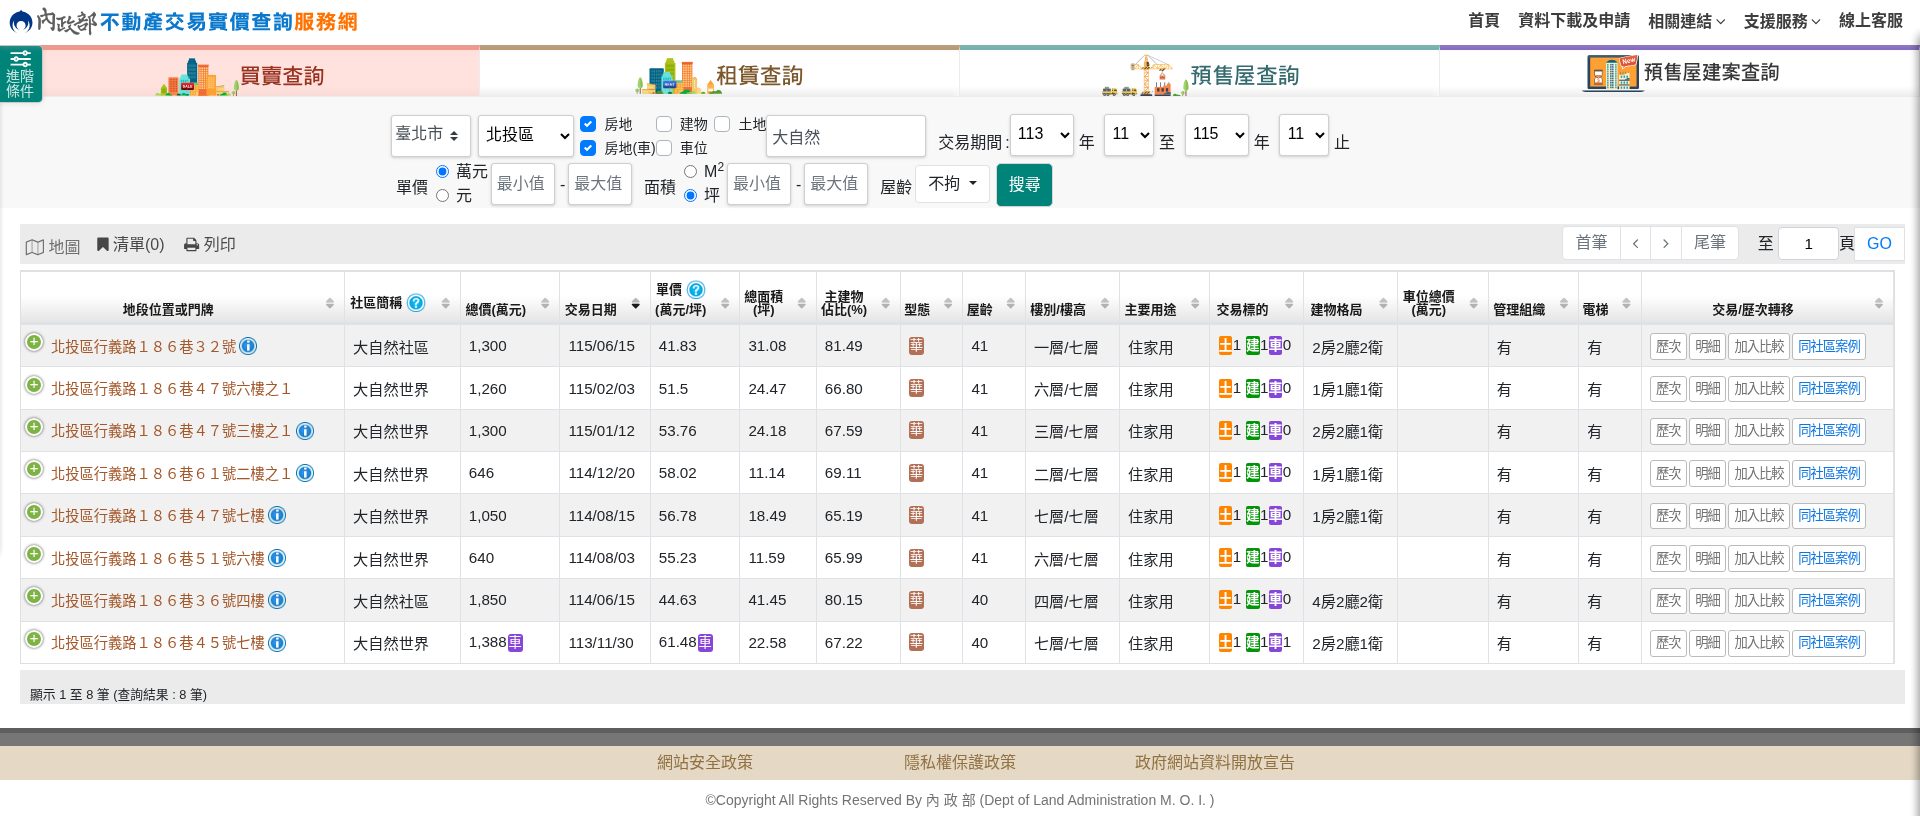 內政部不動產交易實價查詢服務網 首頁 資料下載及申請 相關連結 支援服務 線上客服
進階條件 買賣查詢 租賃查詢 預售屋查詢 預售屋建案查詢
臺北市 北投區 房地 建物 土地 大自然 交易期間 : 113 年 11 至 115 年 11 止
房地(車) 車位
單價 萬元 元 最小值 - 最大值 面積 M² 坪 最小值 - 最大值 屋齡 不拘 搜尋
地圖 清單(0) 列印 首筆 < > 尾筆 至 1 頁 GO
地段位置或門牌 社區簡稱 ? 總價(萬元) 交易日期 單價 ? (萬元/坪) 總面積(坪) 主建物佔比(%) 型態 屋齡 樓別/樓高 主要用途 交易標的 建物格局 車位總價(萬元) 管理組織 電梯 交易/歷次轉移
北投區行義路１８６巷３２號 大自然社區 1,300 115/06/15 41.83 31.08 81.49 華 41 一層/七層 住家用 土1 建1車0 2房2廳2衛 有 有 歷次 明細 加入比較 同社區案例
北投區行義路１８６巷４７號六樓之１ 大自然世界 1,260 115/02/03 51.5 24.47 66.80 華 41 六層/七層 住家用 土1 建1車0 1房1廳1衛 有 有 歷次 明細 加入比較 同社區案例
北投區行義路１８６巷４７號三樓之１ 大自然世界 1,300 115/01/12 53.76 24.18 67.59 華 41 三層/七層 住家用 土1 建1車0 2房2廳1衛 有 有 歷次 明細 加入比較 同社區案例
北投區行義路１８６巷６１號二樓之１ 大自然世界 646 114/12/20 58.02 11.14 69.11 華 41 二層/七層 住家用 土1 建1車0 1房1廳1衛 有 有 歷次 明細 加入比較 同社區案例
北投區行義路１８６巷４７號七樓 大自然世界 1,050 114/08/15 56.78 18.49 65.19 華 41 七層/七層 住家用 土1 建1車0 1房2廳1衛 有 有 歷次 明細 加入比較 同社區案例
北投區行義路１８６巷５１號六樓 大自然世界 640 114/08/03 55.23 11.59 65.99 華 41 六層/七層 住家用 土1 建1車0 有 有 歷次 明細 加入比較 同社區案例
北投區行義路１８６巷３６號四樓 大自然社區 1,850 114/06/15 44.63 41.45 80.15 華 40 四層/七層 住家用 土1 建1車0 4房2廳2衛 有 有 歷次 明細 加入比較 同社區案例
北投區行義路１８６巷４５號七樓 大自然世界 1,388車 113/11/30 61.48車 22.58 67.22 華 40 七層/七層 住家用 土1 建1車1 2房2廳1衛 有 有 歷次 明細 加入比較 同社區案例
顯示 1 至 8 筆 (查詢結果 : 8 筆)
網站安全政策 隱私權保護政策 政府網站資料開放宣告
©Copyright All Rights Reserved By 內 政 部 (Dept of Land Administration M. O. I. )